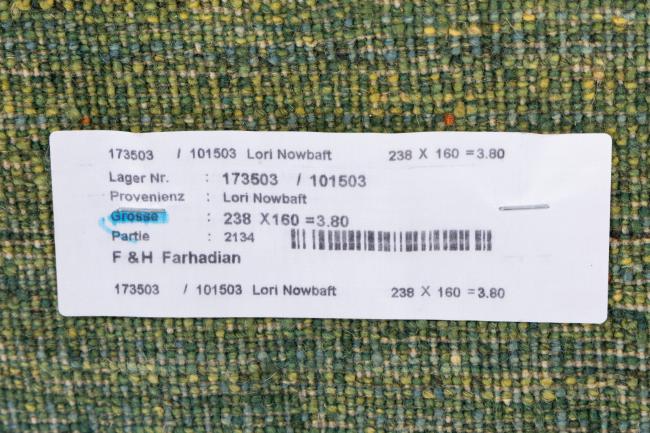 173503 / 101503 Lori Nowbaft 238 X 160 =3.80
Lager Nr. : 173503 / 101503
Provenienz : Lori Nowbaft
Grosse : 238 X160 =3.80
Partie : 2134
F & H Farhadian
173503 / 101503 Lori Nowbaft 238 X 160 =3.80